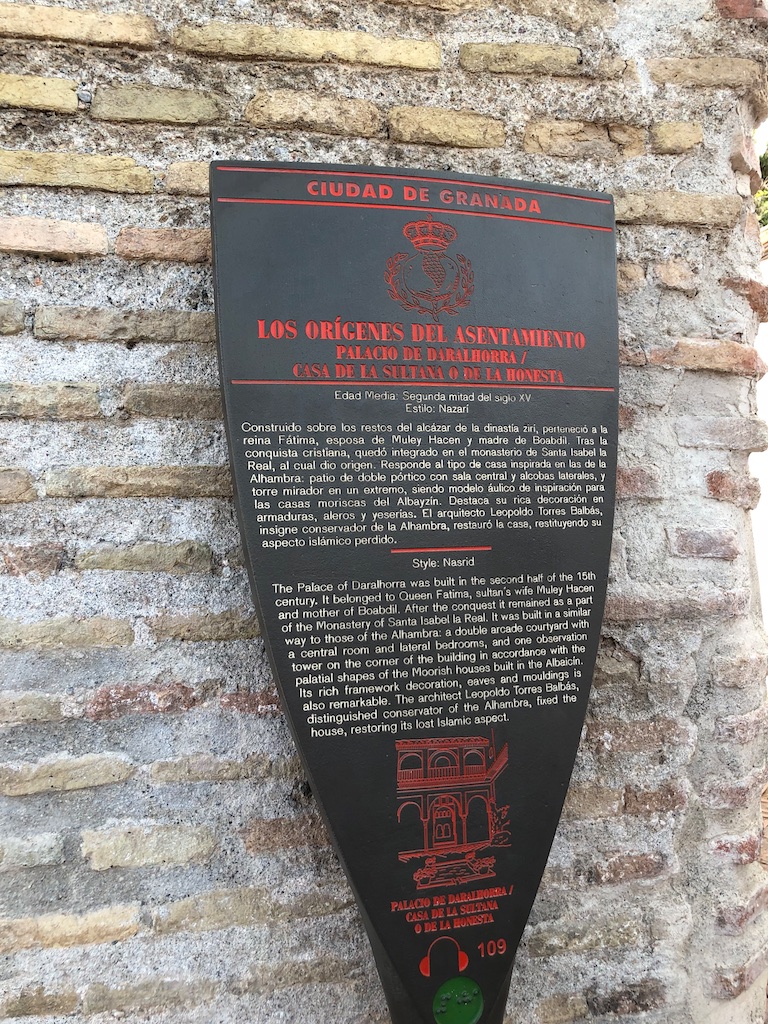 CIUDAD DE GRANADA
LOS ORÍGENES DEL ASENTAMIENTO
PALACIO DE DARALHORRA /
CASA DE LA SULTANA O DE LA HONESTA
Edad Media: Segunda mitad del siglo XV
Estilo: Nazarí
Construido sobre los restos del alcázar de la dinastía zirí, perteneció a la
reina Fátima, esposa de Muley Hacen y madre de Boabdil. Tras la
conquista cristiana, quedó integrado en el monasterio de Santa Isabel la
Real, al cual dio origen. Responde al tipo de casa inspirada en las de la
Alhambra: patio de doble pórtico con sala central y alcobas laterales, y
torre mirador en un extremo, siendo modelo áulico de inspiración para
las casas moriscas del Albayzín. Destaca su rica decoración en
armaduras, aleros y yeserías. El arquitecto Leopoldo Torres Balbás,
insigne conservador de la Alhambra, restauró la casa, restituyendo su
aspecto islámico perdido.
Style: Nasrid
The Palace of Daralhorra was built in the second half of the 15th
century. It belonged to Queen Fatima, sultan's wife Muley Hacen
and mother of Boabdil. After the conquest it remained as a part
of the Monastery of Santa Isabel la Real. It was built in a similar
way to those of the Alhambra: a double arcade courtyard with
a central room and lateral bedrooms, and one observation
tower on the corner of the building in accordance with the
palatial shapes of the Moorish houses built in the Albaicín.
Its rich framework decoration, eaves and mouldings is
also remarkable. The architect Leopoldo Torres Balbás,
distinguished conservator of the Alhambra, fixed the
house, restoring its lost Islamic aspect.
PALACIO DE DARALHORRA /
CASA DE LA SULTANA
O DE LA HONESTA
109